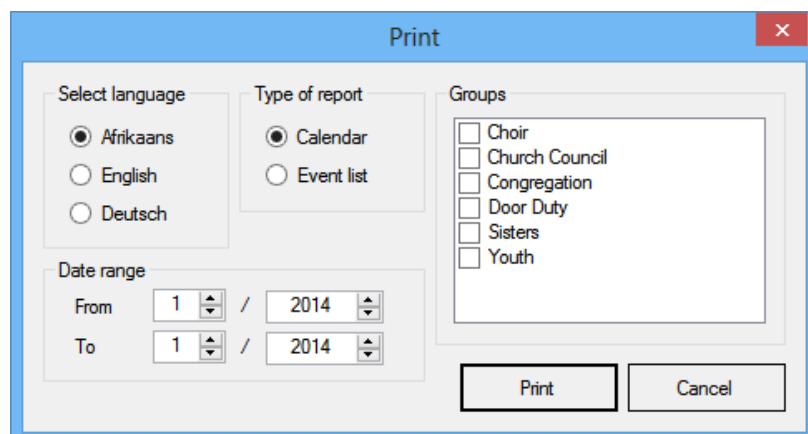 Print
Select language
Afrikaans
English
Deutsch
Type of report
Calendar
Event list
Groups
Choir
Church Council
Congregation
Door Duty
Sisters
Youth
Date range
From 1 / 2014
To 1 / 2014
Print Cancel